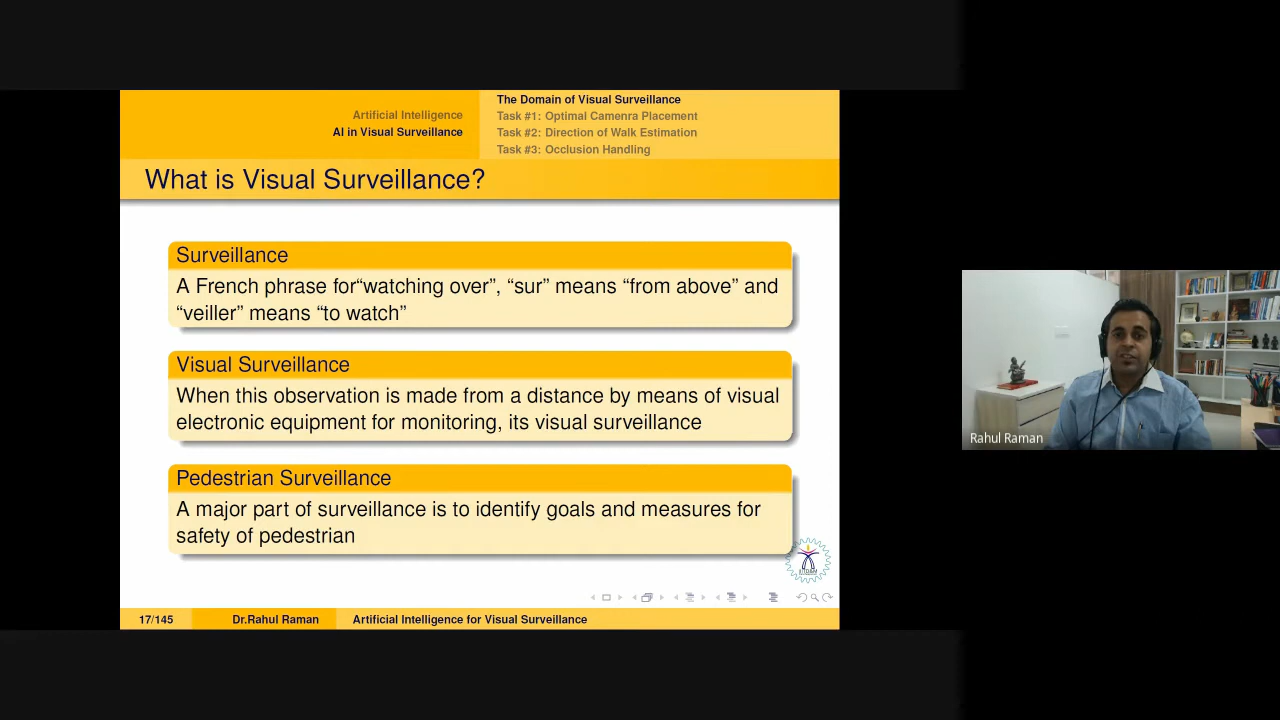 Artificial Intelligence
AI in Visual Surveillance
The Domain of Visual Surveillance
Task #1: Optimal Camenra Placement
Task #2: Direction of Walk Estimation
Task #3: Occlusion Handling
What is Visual Surveillance?
Surveillance
A French phrase for“watching over”, “sur” means “from above” and
“veiller” means “to watch”
Visual Surveillance
When this observation is made from a distance by means of visual
electronic equipment for monitoring, its visual surveillance
Pedestrian Surveillance
A major part of surveillance is to identify goals and measures for
safety of pedestrian
17/145
Dr.Rahul Raman
Artificial Intelligence for Visual Surveillance
Rahul Raman